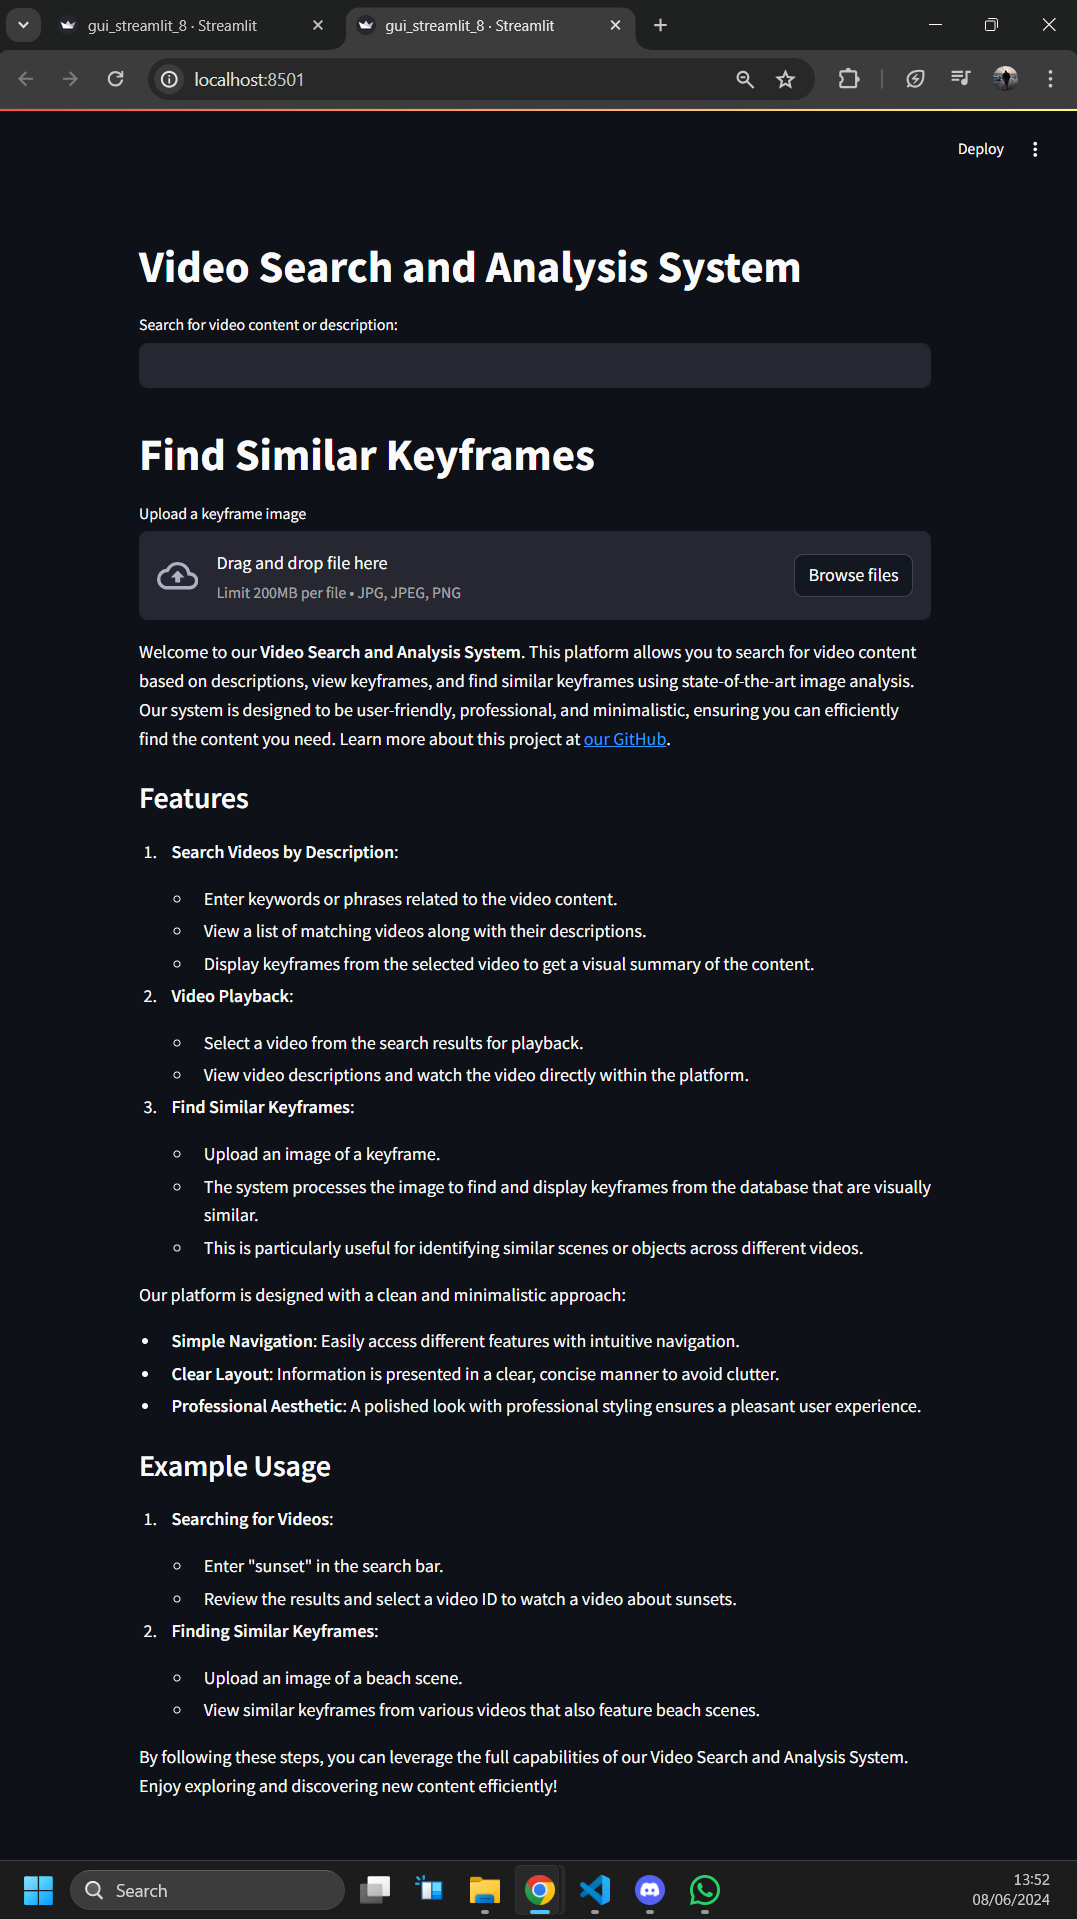 gui_streamlit_8 · Streamlit
gui_streamlit_8 · Streamlit
localhost:8501
Deploy
Video Search and Analysis System
Search for video content or description:
Find Similar Keyframes
Upload a keyframe image
Drag and drop file here
Limit 200MB per file • JPG, JPEG, PNG
Browse files
Welcome to our Video Search and Analysis System. This platform allows you to search for video content
based on descriptions, view keyframes, and find similar keyframes using state-of-the-art image analysis.
Our system is designed to be user-friendly, professional, and minimalistic, ensuring you can efficiently
find the content you need. Learn more about this project at our GitHub.
Features
1. Search Videos by Description:
Enter keywords or phrases related to the video content.
View a list of matching videos along with their descriptions.
Display keyframes from the selected video to get a visual summary of the content.
2. Video Playback:
Select a video from the search results for playback.
View video descriptions and watch the video directly within the platform.
3. Find Similar Keyframes:
Upload an image of a keyframe.
The system processes the image to find and display keyframes from the database that are visually
similar.
This is particularly useful for identifying similar scenes or objects across different videos.
Our platform is designed with a clean and minimalistic approach:
• Simple Navigation: Easily access different features with intuitive navigation.
• Clear Layout: Information is presented in a clear, concise manner to avoid clutter.
• Professional Aesthetic: A polished look with professional styling ensures a pleasant user experience.
Example Usage
1. Searching for Videos:
Enter "sunset" in the search bar.
Review the results and select a video ID to watch a video about sunsets.
2. Finding Similar Keyframes:
Upload an image of a beach scene.
View similar keyframes from various videos that also feature beach scenes.
By following these steps, you can leverage the full capabilities of our Video Search and Analysis System.
Enjoy exploring and discovering new content efficiently!
Search
13:52
08/06/2024